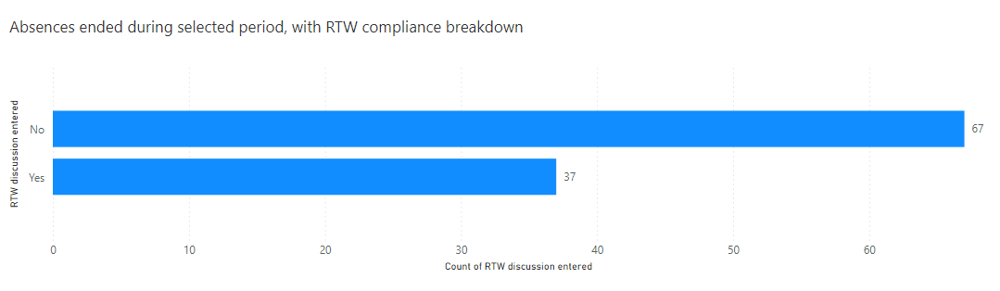 Absences ended during selected period, with RTW compliance breakdown
RTW discussion entered
No
67
Yes
37
0
10
20
30
40
50
60
Count of RTW discussion entered